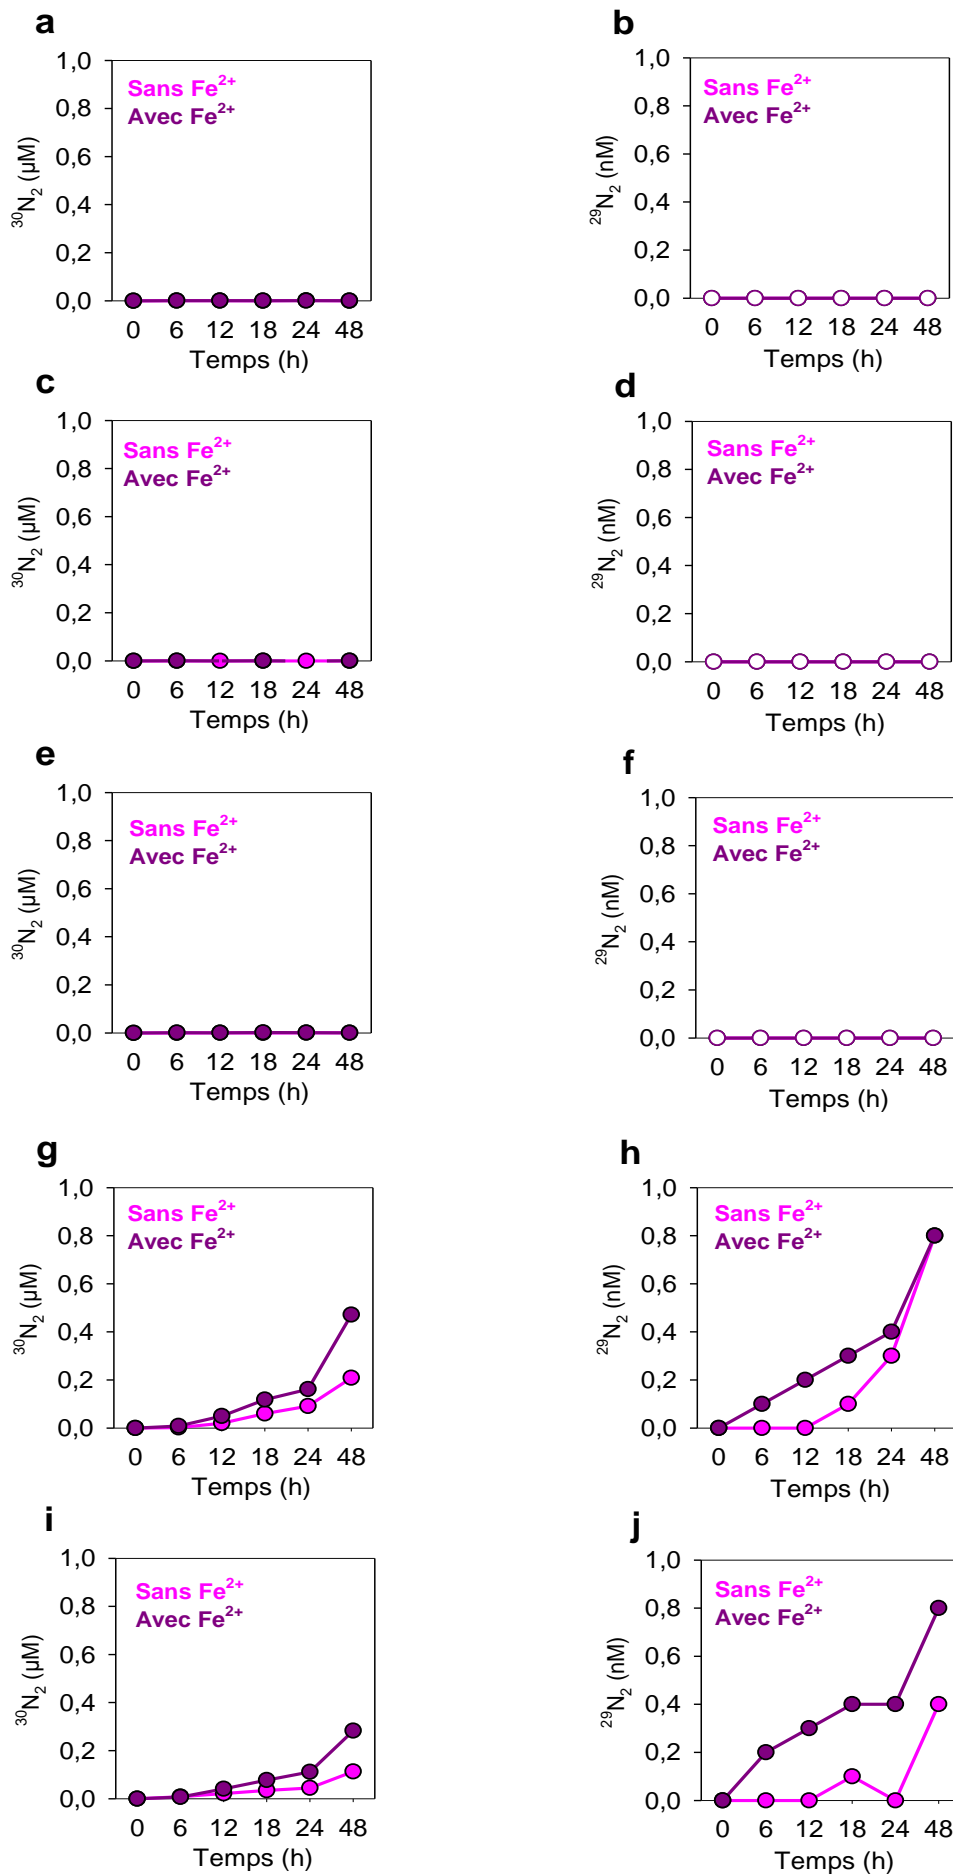 a
1,0
0,8
0,6
0,4
0,2
0,0
Sans Fe²⁺
Avec Fe²⁺
³⁰N₂ (µM)
0 6 12 18 24 48
Temps (h)
b
1,0
0,8
0,6
0,4
0,2
0,0
Sans Fe²⁺
Avec Fe²⁺
²⁹N₂ (nM)
0 6 12 18 24 48
Temps (h)
c
1,0
0,8
0,6
0,4
0,2
0,0
Sans Fe²⁺
Avec Fe²⁺
³⁰N₂ (µM)
0 6 12 18 24 48
Temps (h)
d
1,0
0,8
0,6
0,4
0,2
0,0
Sans Fe²⁺
Avec Fe²⁺
²⁹N₂ (nM)
0 6 12 18 24 48
Temps (h)
e
1,0
0,8
0,6
0,4
0,2
0,0
Sans Fe²⁺
Avec Fe²⁺
³⁰N₂ (µM)
0 6 12 18 24 48
Temps (h)
f
1,0
0,8
0,6
0,4
0,2
0,0
Sans Fe²⁺
Avec Fe²⁺
²⁹N₂ (nM)
0 6 12 18 24 48
Temps (h)
g
1,0
0,8
0,6
0,4
0,2
0,0
Sans Fe²⁺
Avec Fe²⁺
³⁰N₂ (µM)
0 6 12 18 24 48
Temps (h)
h
1,0
0,8
0,6
0,4
0,2
0,0
Sans Fe²⁺
Avec Fe²⁺
²⁹N₂ (nM)
0 6 12 18 24 48
Temps (h)
i
1,0
0,8
0,6
0,4
0,2
0,0
Sans Fe²⁺
Avec Fe²⁺
³⁰N₂ (µM)
0 6 12 18 24 48
Temps (h)
j
1,0
0,8
0,6
0,4
0,2
0,0
Sans Fe²⁺
Avec Fe²⁺
²⁹N₂ (nM)
0 6 12 18 24 48
Temps (h)